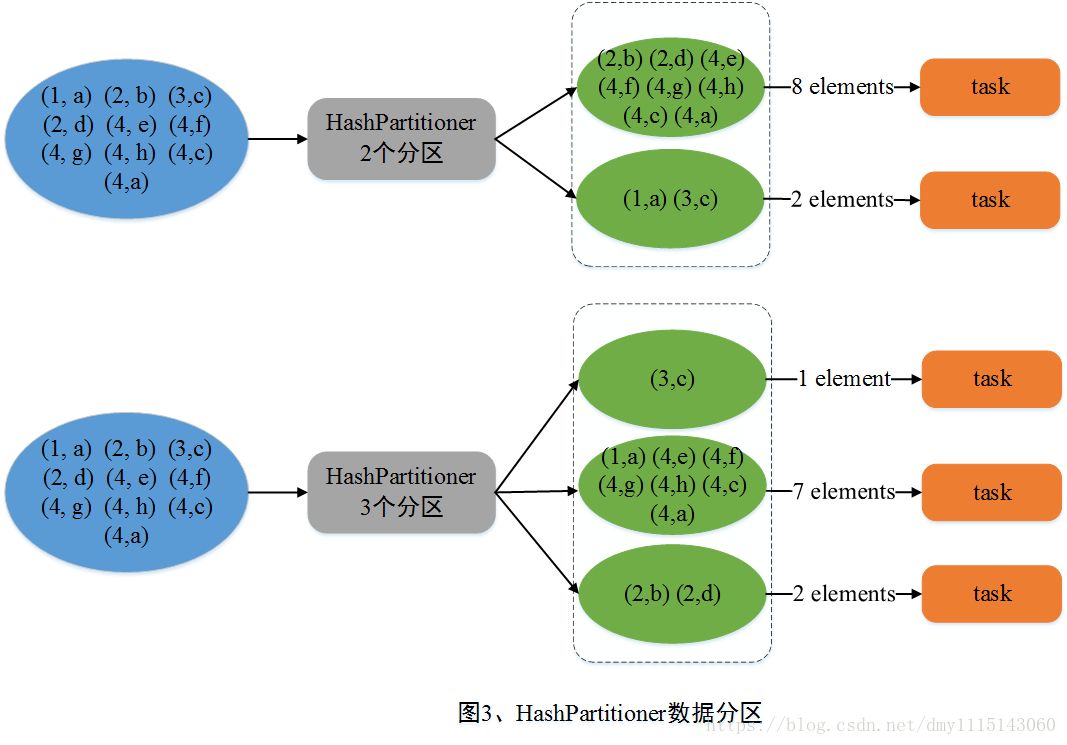 (1, a) (2, b) (3,c)
(2, d) (4, e) (4,f)
(4, g) (4, h) (4,c)
(4,a)
HashPartitioner
2个分区
(2,b) (2,d) (4,e)
(4,f) (4,g) (4,h)
(4,c) (4,a)
8 elements
task
(1,a) (3,c)
2 elements
task
(1, a) (2, b) (3,c)
(2, d) (4, e) (4,f)
(4, g) (4, h) (4,c)
(4,a)
HashPartitioner
3个分区
(3,c)
1 element
task
(1,a) (4,e) (4,f)
(4,g) (4,h) (4,c)
(4,a)
7 elements
task
(2,b) (2,d)
2 elements
task
图3、HashPartitioner数据分区
https://blog.csdn.net/dmy1115143060